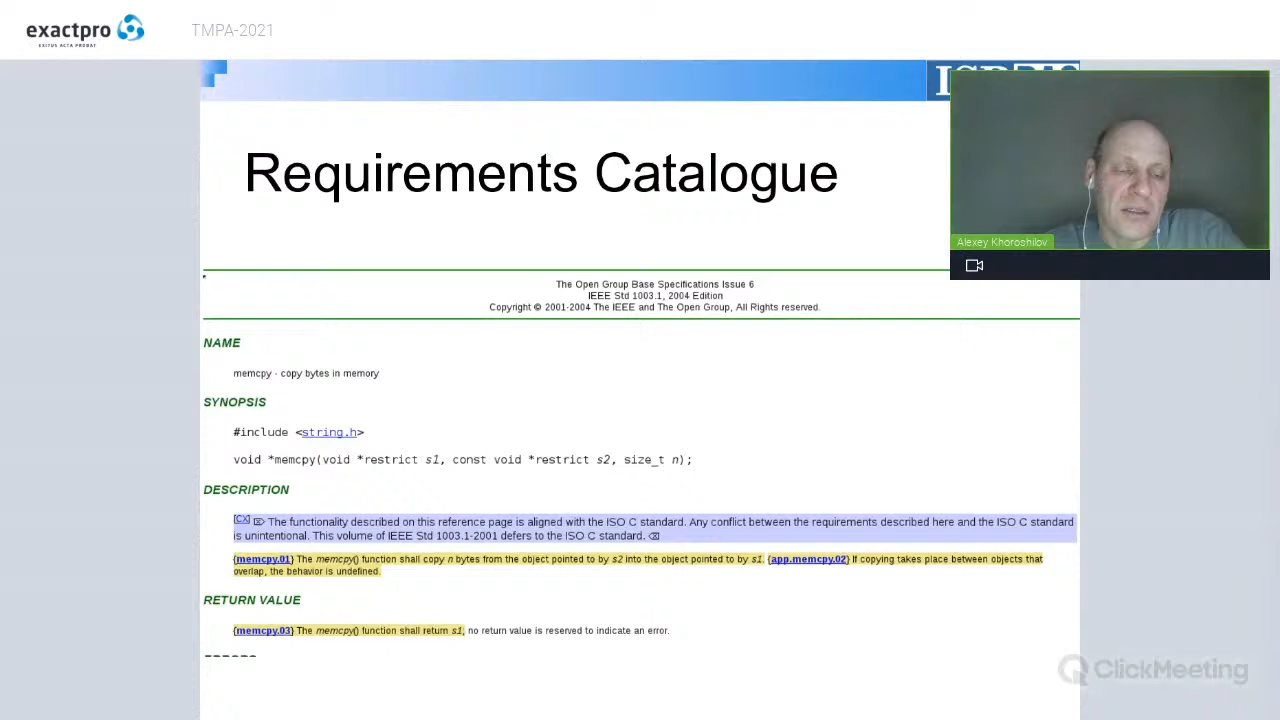 exactpro
EXITUS ACTA PROBAT
TMPA-2021
Requirements Catalogue
Alexey Khoroshilov
The Open Group Base Specifications Issue 6
IEEE Std 1003.1, 2004 Edition
Copyright © 2001-2004 The IEEE and The Open Group, All Rights reserved.
NAME
memcpy - copy bytes in memory
SYNOPSIS
#include <string.h>
void *memcpy(void *restrict s1, const void *restrict s2, size_t n);
DESCRIPTION
[CX] ⌦ The functionality described on this reference page is aligned with the ISO C standard. Any conflict between the requirements described here and the ISO C standard
is unintentional. This volume of IEEE Std 1003.1-2001 defers to the ISO C standard. ⌫
{memcpy.01} The memcpy() function shall copy n bytes from the object pointed to by s2 into the object pointed to by s1. {app.memcpy.02} If copying takes place between objects that
overlap, the behavior is undefined.
RETURN VALUE
{memcpy.03} The memcpy() function shall return s1; no return value is reserved to indicate an error.
ClickMeeting